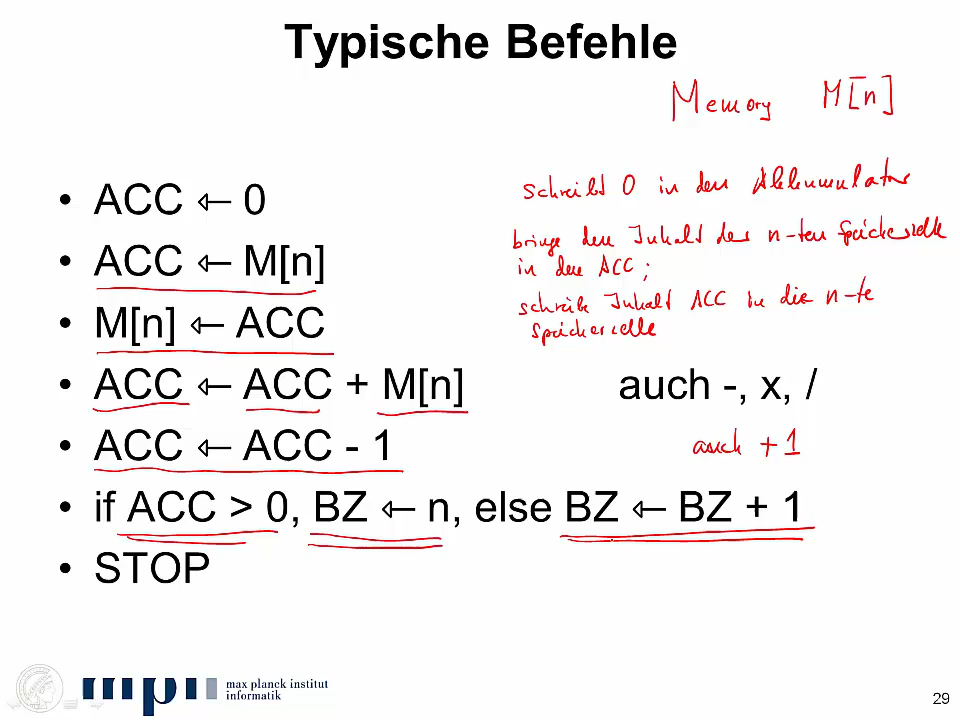 Typische Befehle
Memory M[n]
• ACC ⇐ 0
schreibt 0 in den Akkumulator
• ACC ⇐ M[n]
bringe den Inhalt der n-ten Speicherzelle
in den ACC;
• M[n] ⇐ ACC
schreibe Inhalt ACC in die n-te
Speicherzelle
• ACC ⇐ ACC + M[n] auch -, x, /
• ACC ⇐ ACC - 1 auch + 1
• if ACC > 0, BZ ⇐ n, else BZ ⇐ BZ + 1
• STOP
mpii max planck institut
informatik
29